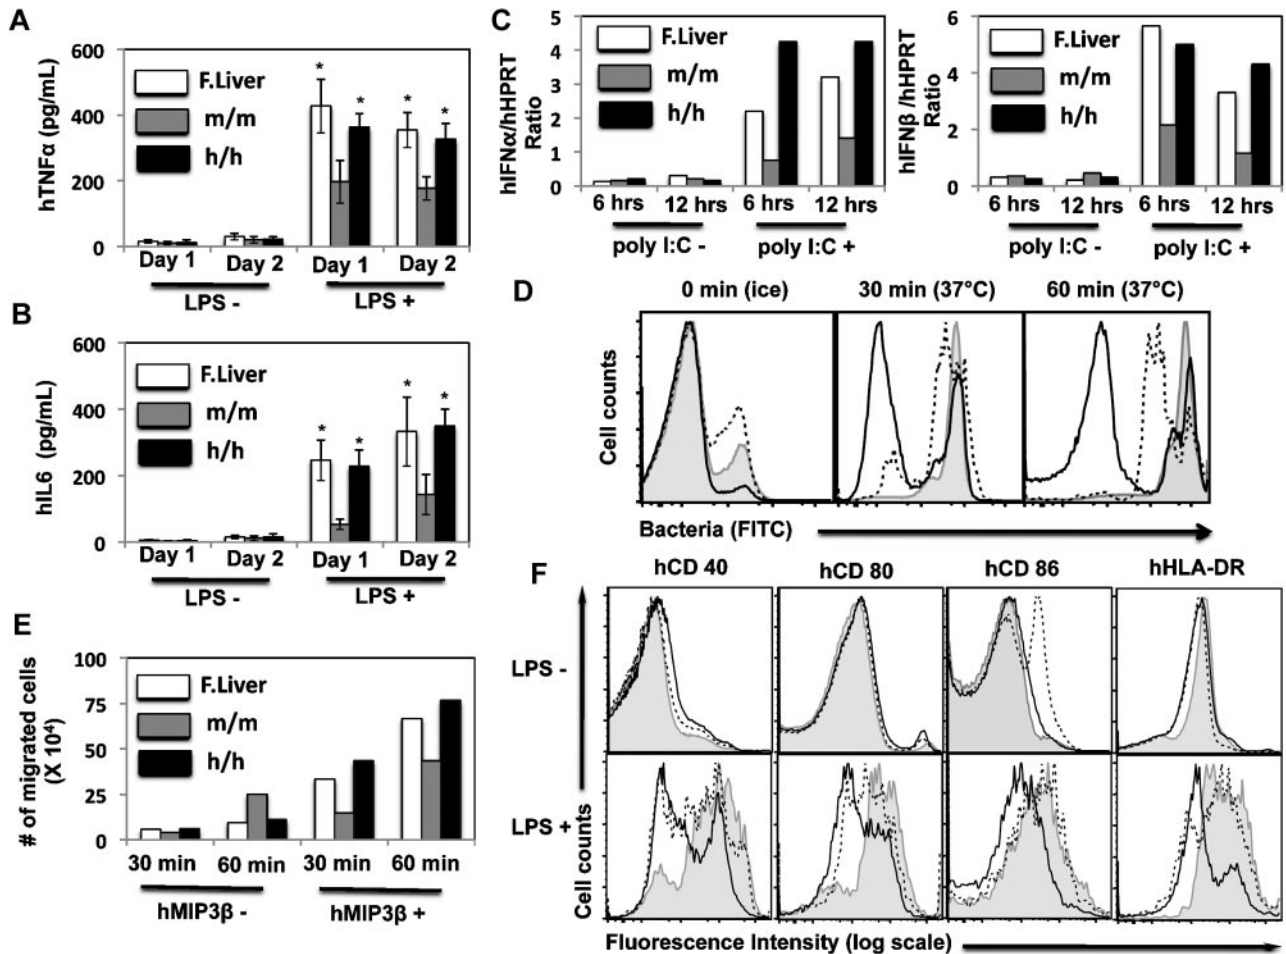 A
600
400
200
0
hTNFα (pg/mL)
F.Liver
m/m
h/h
* * * *
Day 1 Day 2 Day 1 Day 2
LPS - LPS +
B
600
400
200
0
hIL6 (pg/mL)
F.Liver
m/m
h/h
* * * *
Day 1 Day 2 Day 1 Day 2
LPS - LPS +
E
100
75
50
25
0
# of migrated cells
(X 10⁴)
F.Liver
m/m
h/h
30 min 60 min 30 min 60 min
hMIP3β - hMIP3β +
C
5
4
3
2
1
0
hIFNα/hHPRT
Ratio
F.Liver
m/m
h/h
6 hrs 12 hrs 6 hrs 12 hrs
poly I:C - poly I:C +
6
4
2
0
hIFNβ /hHPRT
Ratio
F.Liver
m/m
h/h
6 hrs 12 hrs 6 hrs 12 hrs
poly I:C - poly I:C +
D
0 min (ice) 30 min (37°C) 60 min (37°C)
Cell counts
Bacteria (FITC)
F
hCD 40 hCD 80 hCD 86 hHLA-DR
LPS -
LPS +
Cell counts
Fluorescence Intensity (log scale)